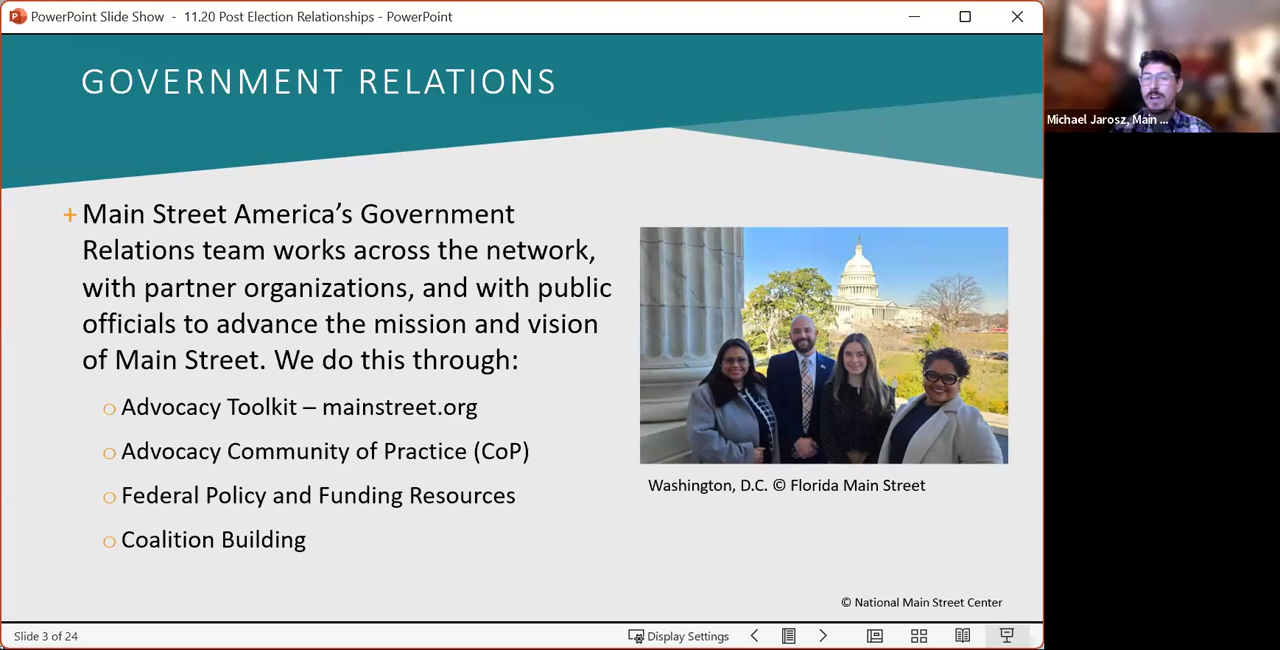 PowerPoint Slide Show - 11.20 Post Election Relationships - PowerPoint
GOVERNMENT RELATIONS
+ Main Street America’s Government
Relations team works across the network,
with partner organizations, and with public
officials to advance the mission and vision
of Main Street. We do this through:
○ Advocacy Toolkit – mainstreet.org
○ Advocacy Community of Practice (CoP)
○ Federal Policy and Funding Resources
○ Coalition Building
Washington, D.C. © Florida Main Street
© National Main Street Center
Slide 3 of 24
Display Settings
Michael Jarosz, Main ...